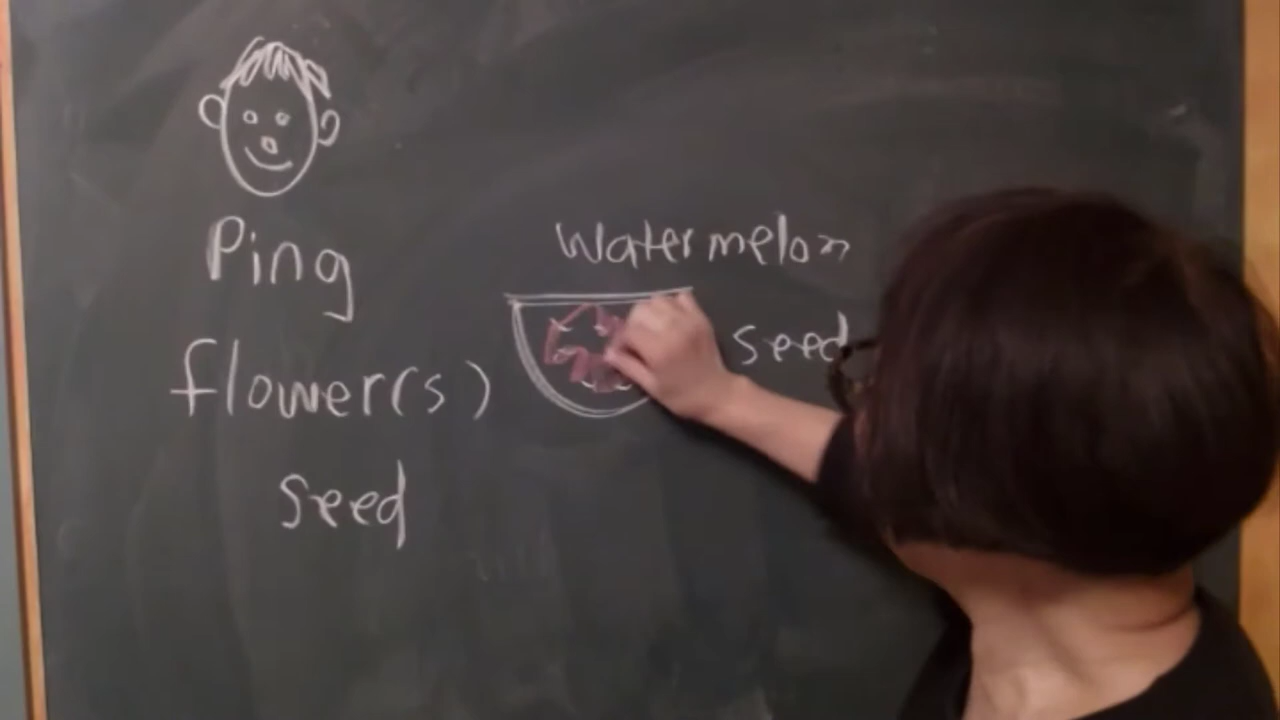 Ping
flower(s)
seed
watermelon
seed